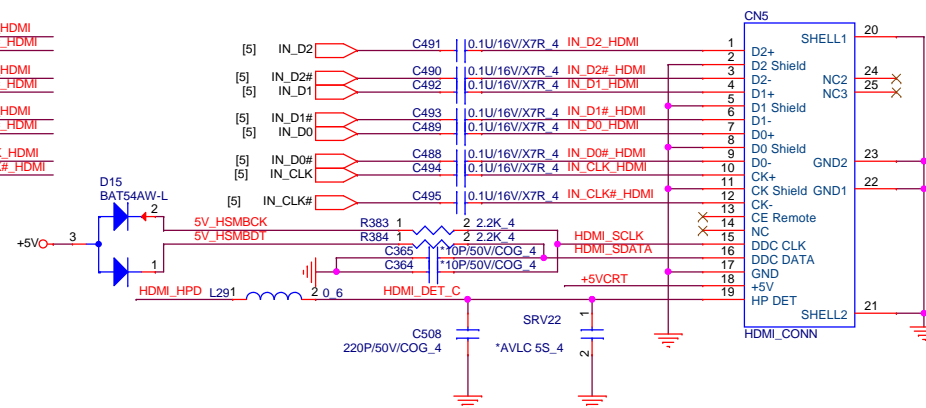 HDMI
_HDMI
HDMI
_HDMI
HDMI
_HDMI
_HDMI
#_HDMI
CN5
HDMI_CONN
[5] IN_D2 C491 0.1U/16V/X7R_4 IN_D2_HDMI 1 D2+
2 D2 Shield
[5] IN_D2# C490 0.1U/16V/X7R_4 IN_D2#_HDMI 3 D2-
[5] IN_D1 C492 0.1U/16V/X7R_4 IN_D1_HDMI 4 D1+
5 D1 Shield
[5] IN_D1# C493 0.1U/16V/X7R_4 IN_D1#_HDMI 6 D1-
[5] IN_D0 C489 0.1U/16V/X7R_4 IN_D0_HDMI 7 D0+
8 D0 Shield
[5] IN_D0# C488 0.1U/16V/X7R_4 IN_D0#_HDMI 9 D0-
[5] IN_CLK C494 0.1U/16V/X7R_4 IN_CLK_HDMI 10 CK+
11 CK Shield
[5] IN_CLK# C495 0.1U/16V/X7R_4 IN_CLK#_HDMI 12 CK-
13 CE Remote
14 NC
HDMI_SCLK 15 DDC CLK
HDMI_SDATA 16 DDC DATA
17 GND
+5VCRT 18 +5V
19 HP DET
SHELL1 20
NC2 24
NC3 25
GND2 23
GND1 22
SHELL2 21
D15
BAT54AW-L
+5V 3
2 5V_HSMBCK R383 1 2 2.2K_4
1 5V_HSMBDT R384 1 2 2.2K_4
C365 *10P/50V/COG_4
C364 *10P/50V/COG_4
HDMI_HPD L29 1 2 0_6 HDMI_DET_C
C508
220P/50V/COG_4
SRV22
*AVLC 5S_4
1
2